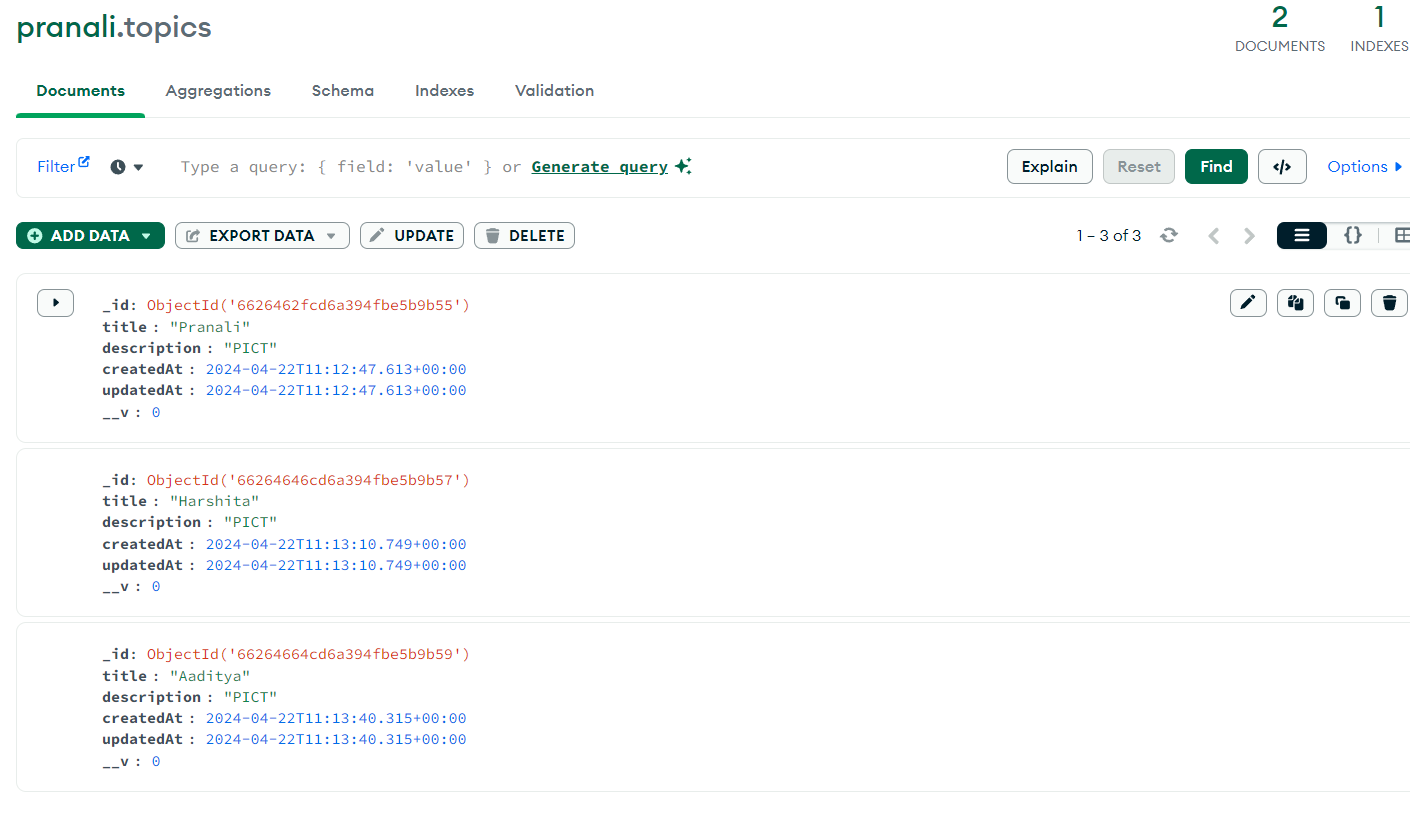 pranali.topics
2 DOCUMENTS
1 INDEXES
Documents Aggregations Schema Indexes Validation
Filter Type a query: { field: 'value' } or Generate query Explain Reset Find </> Options
ADD DATA EXPORT DATA UPDATE DELETE 1 – 3 of 3 {}
_id: ObjectId('6626462fcd6a394fbe5b9b55')
title : "Pranali"
description : "PICT"
createdAt : 2024-04-22T11:12:47.613+00:00
updatedAt : 2024-04-22T11:12:47.613+00:00
__v : 0
_id: ObjectId('66264646cd6a394fbe5b9b57')
title : "Harshita"
description : "PICT"
createdAt : 2024-04-22T11:13:10.749+00:00
updatedAt : 2024-04-22T11:13:10.749+00:00
__v : 0
_id: ObjectId('66264664cd6a394fbe5b9b59')
title : "Aaditya"
description : "PICT"
createdAt : 2024-04-22T11:13:40.315+00:00
updatedAt : 2024-04-22T11:13:40.315+00:00
__v : 0